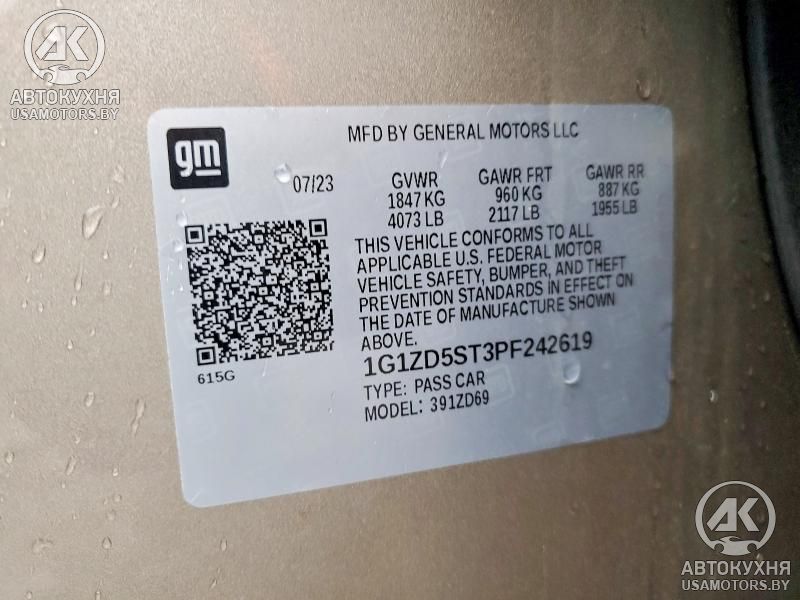 АВТОКУХНЯ
USAMOTORS.BY
gm
MFD BY GENERAL MOTORS LLC
07/23
GVWR
1847 KG
4073 LB
GAWR FRT
960 KG
2117 LB
GAWR RR
887 KG
1955 LB
THIS VEHICLE CONFORMS TO ALL
APPLICABLE U.S. FEDERAL MOTOR
VEHICLE SAFETY, BUMPER, AND THEFT
PREVENTION STANDARDS IN EFFECT ON
THE DATE OF MANUFACTURE SHOWN
ABOVE.
615G
1G1ZD5ST3PF242619
TYPE: PASS CAR
MODEL: 391ZD69
АК
АВТОКУХНЯ
USAMOTORS.BY